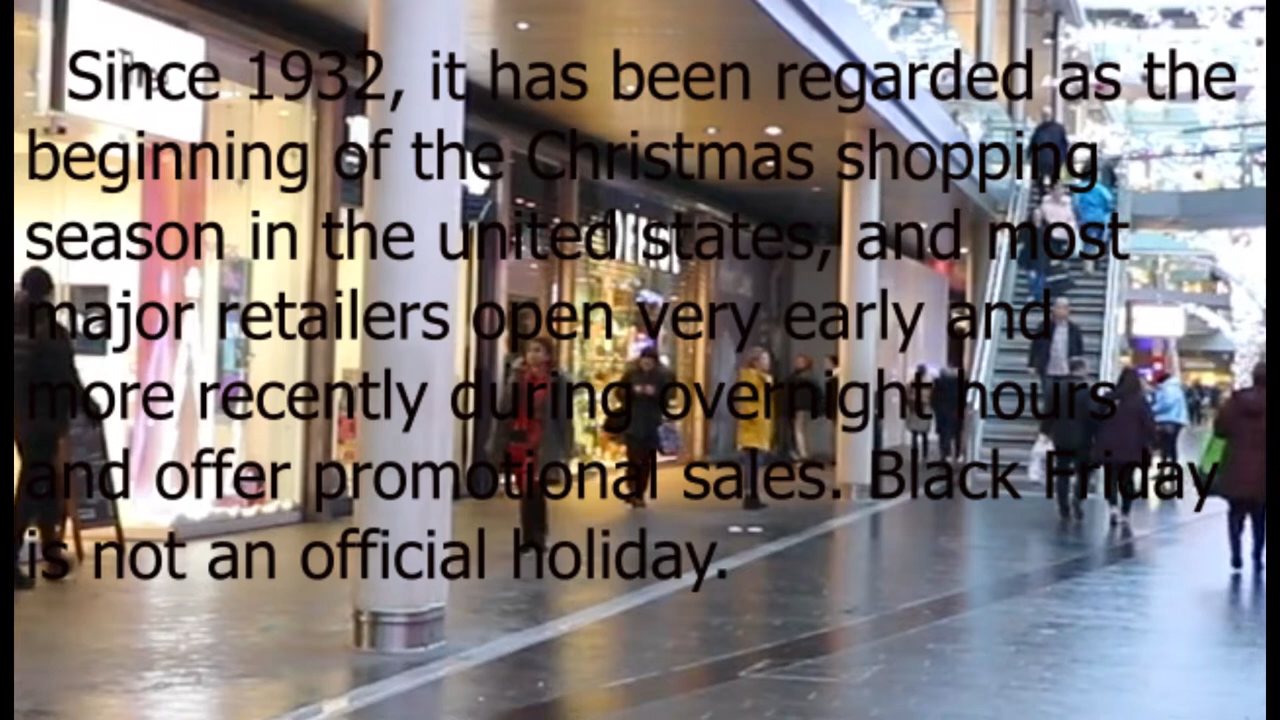 Since 1932, it has been regarded as the
beginning of the Christmas shopping
season in the united states, and most
major retailers open very early and
more recently during overnight hours
and offer promotional sales. Black Friday
is not an official holiday.